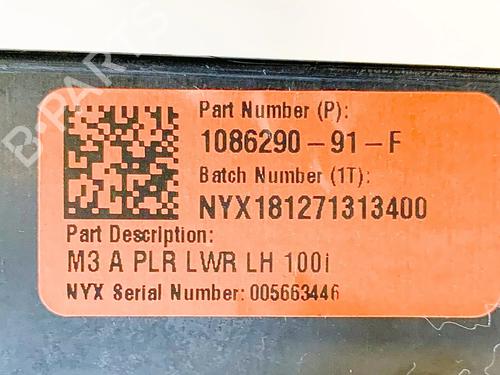 B-PARTS
Part Number (P):
1086290-91-F
Batch Number (1T):
NYX181271313400
Part Description:
M3 A PLR LWR LH 100i
NYX Serial Number: 005663446